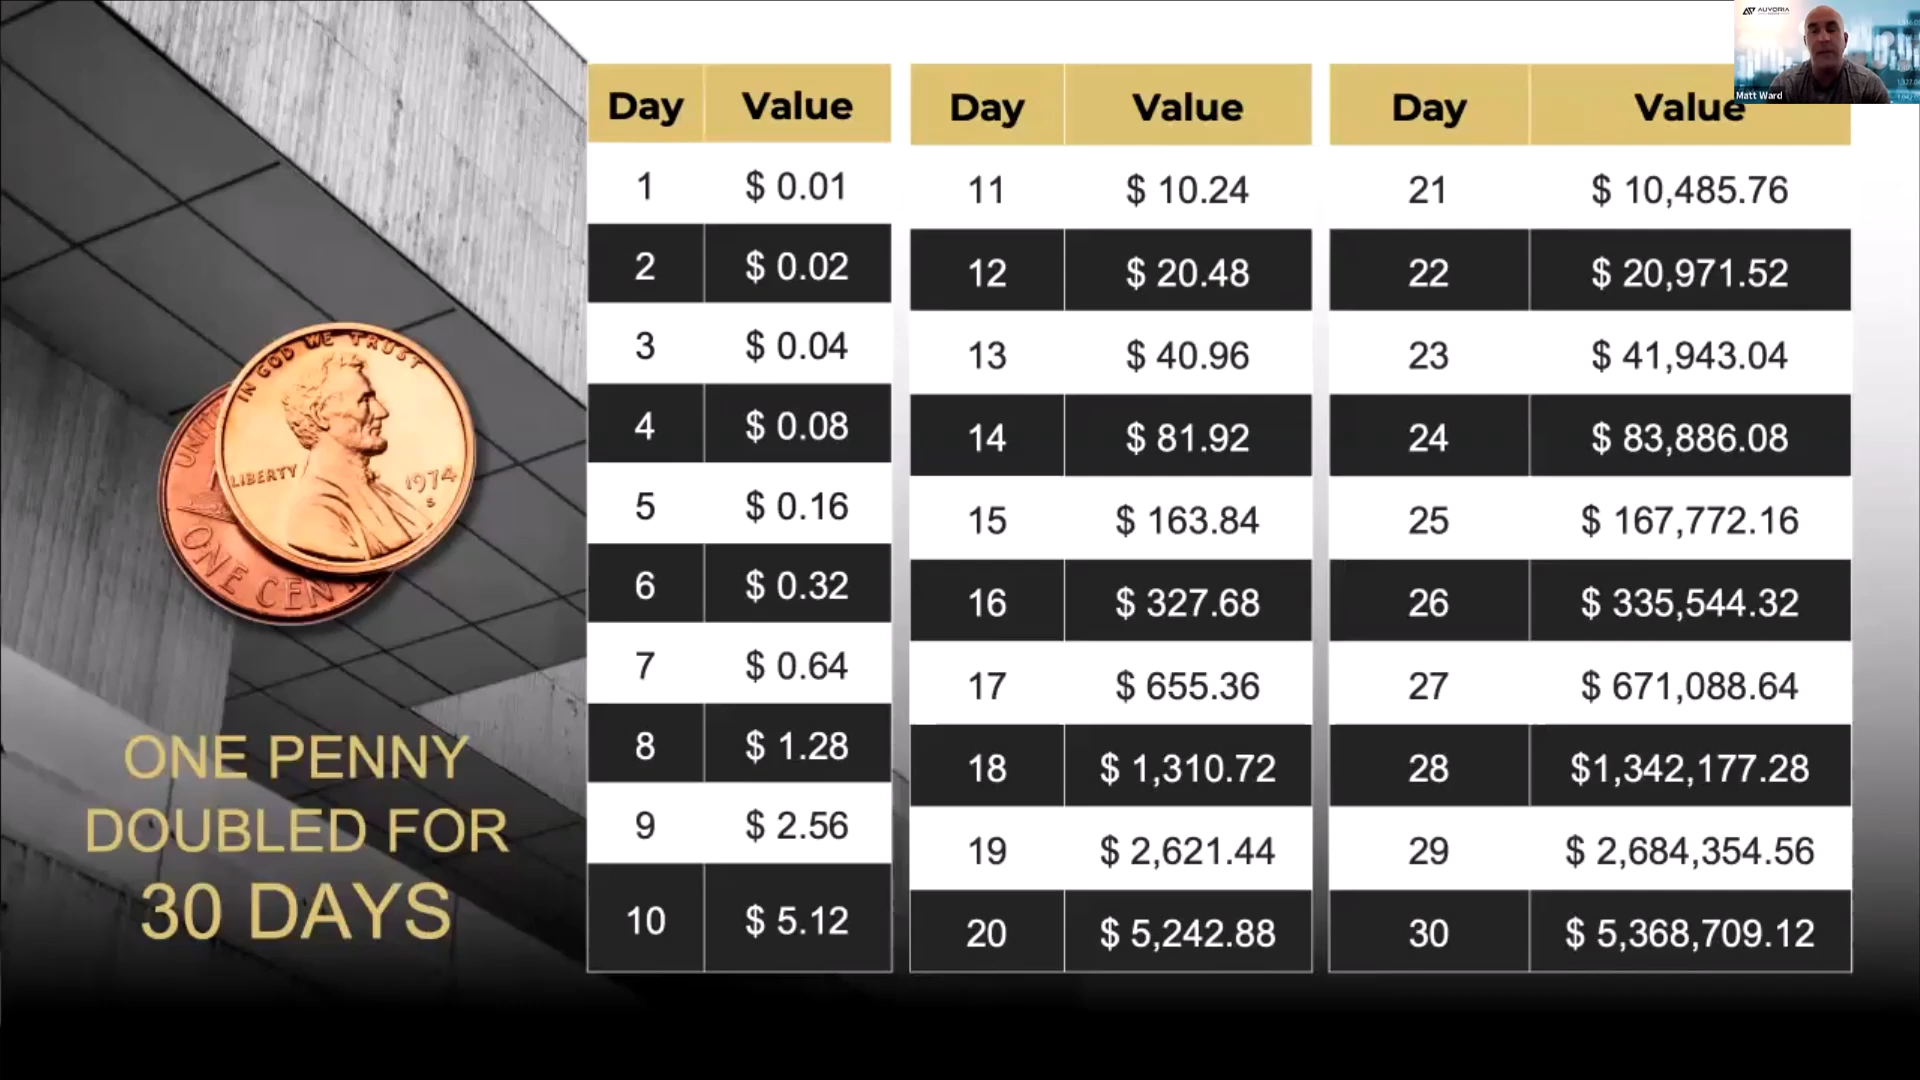 AUVORIA
Matt Ward
Day Value
1 $ 0.01
2 $ 0.02
3 $ 0.04
4 $ 0.08
5 $ 0.16
6 $ 0.32
7 $ 0.64
8 $ 1.28
9 $ 2.56
10 $ 5.12
Day Value
11 $ 10.24
12 $ 20.48
13 $ 40.96
14 $ 81.92
15 $ 163.84
16 $ 327.68
17 $ 655.36
18 $ 1,310.72
19 $ 2,621.44
20 $ 5,242.88
Day Value
21 $ 10,485.76
22 $ 20,971.52
23 $ 41,943.04
24 $ 83,886.08
25 $ 167,772.16
26 $ 335,544.32
27 $ 671,088.64
28 $1,342,177.28
29 $ 2,684,354.56
30 $ 5,368,709.12
IN GOD WE TRUST
LIBERTY
1974
S
UNIT
ONE CEN
ONE PENNY
DOUBLED FOR
30 DAYS